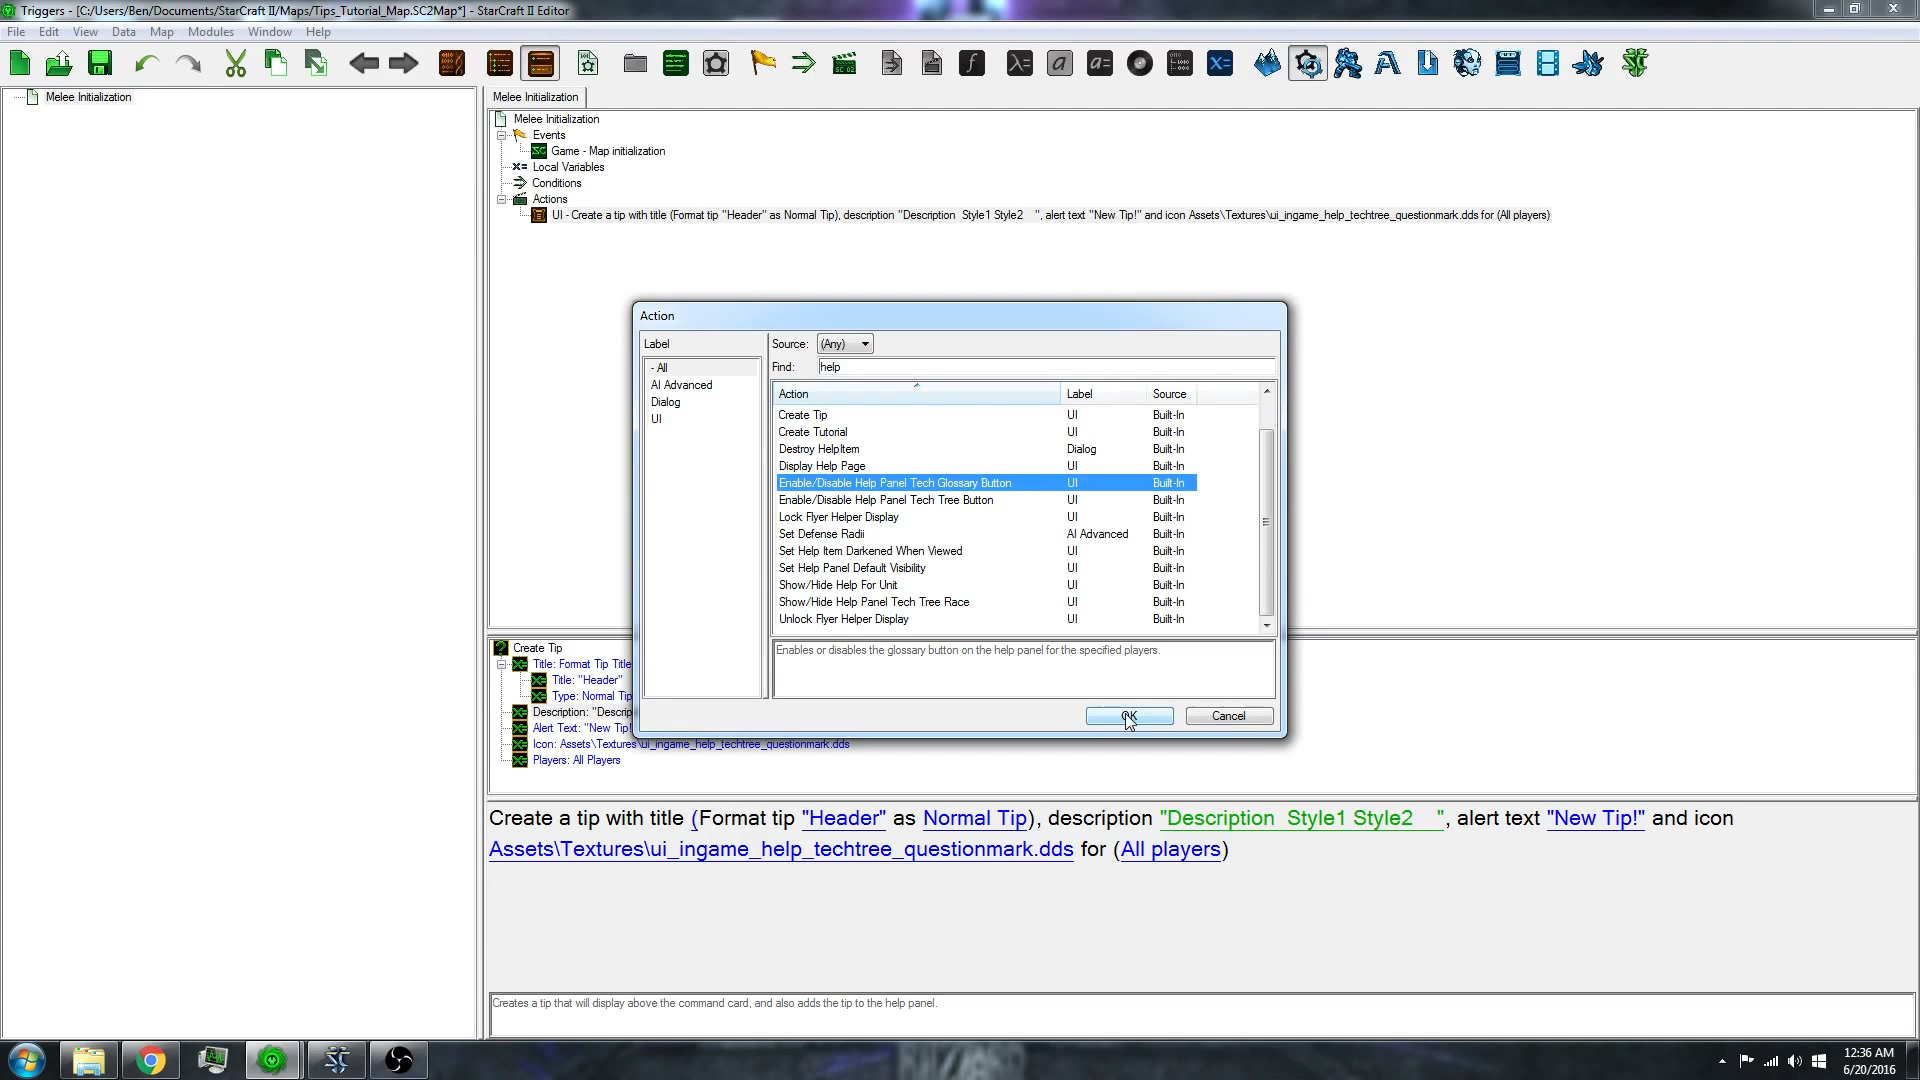 Triggers - [C:/Users/Ben/Documents/StarCraft II/Maps/Tips_Tutorial_Map.SC2Map*] - StarCraft II Editor
File Edit View Data Map Modules Window Help
Melee Initialization
Melee Initialization
Melee Initialization
Events
Game - Map initialization
Local Variables
Conditions
Actions
UI - Create a tip with title (Format tip "Header" as Normal Tip), description "Description  Style1 Style2    ", alert text "New Tip!" and icon Assets\Textures\ui_ingame_help_techtree_questionmark.dds for (All players)
Action
Label
Source: (Any)
Find: help
- All
AI Advanced
Dialog
UI
Action Label Source
Create Tip UI Built-In
Create Tutorial UI Built-In
Destroy HelpItem Dialog Built-In
Display Help Page UI Built-In
Enable/Disable Help Panel Tech Glossary Button UI Built-In
Enable/Disable Help Panel Tech Tree Button UI Built-In
Lock Flyer Helper Display UI Built-In
Set Defense Radii AI Advanced Built-In
Set Help Item Darkened When Viewed UI Built-In
Set Help Panel Default Visibility UI Built-In
Show/Hide Help For Unit UI Built-In
Show/Hide Help Panel Tech Tree Race UI Built-In
Unlock Flyer Helper Display UI Built-In
Enables or disables the glossary button on the help panel for the specified players.
OK Cancel
Create Tip
Title: Format Tip Title
Title: "Header"
Type: Normal Tip
Description: "Descrip
Alert Text: "New Tip!
Icon: Assets\Textures\ui_ingame_help_techtree_questionmark.dds
Players: All Players
Create a tip with title (Format tip "Header" as Normal Tip), description "Description  Style1 Style2    ", alert text "New Tip!" and icon
Assets\Textures\ui_ingame_help_techtree_questionmark.dds for (All players)
Creates a tip that will display above the command card, and also adds the tip to the help panel.
12:36 AM
6/20/2016